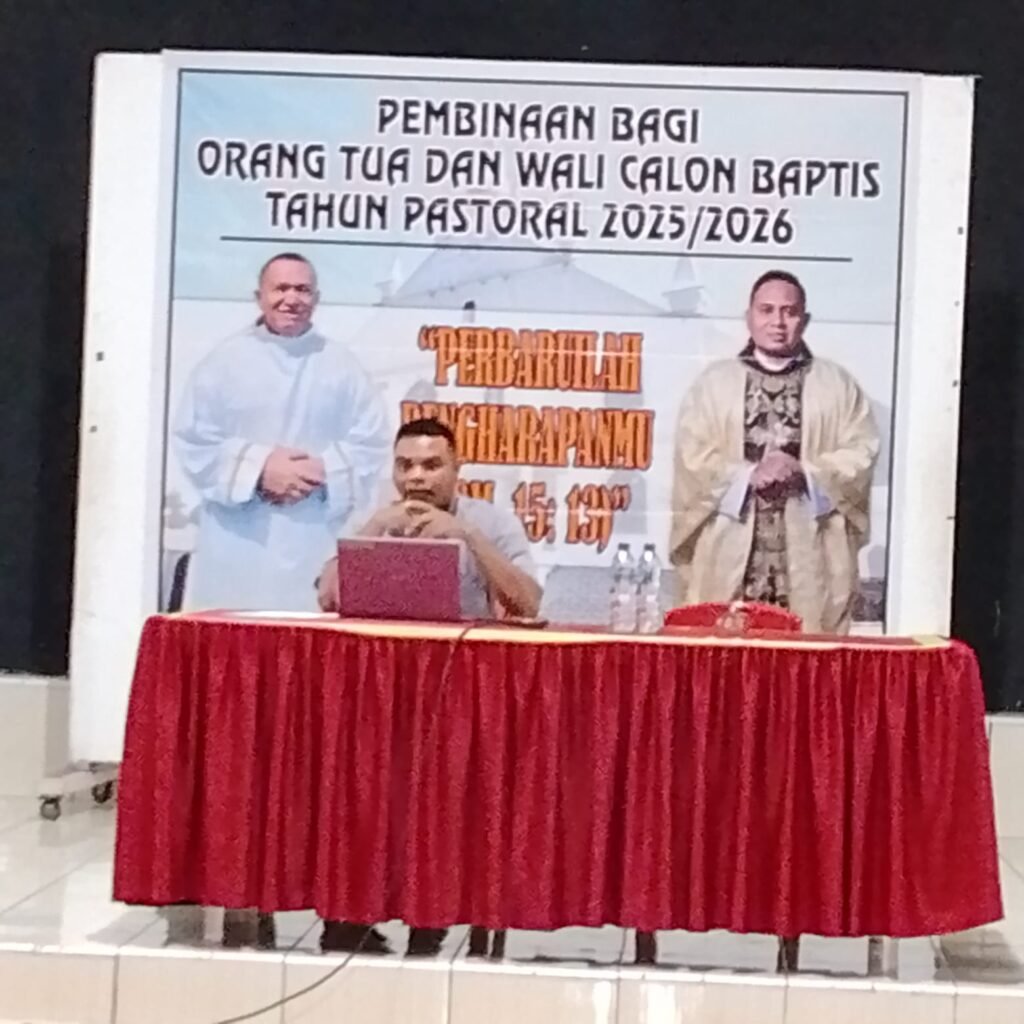 PEMBINAAN BAGI
ORANG TUA DAN WALI CALON BAPTIS
TAHUN PASTORAL 2025/2026
“PERBARUILAH
PENGHARAPANMU
15: 13)”